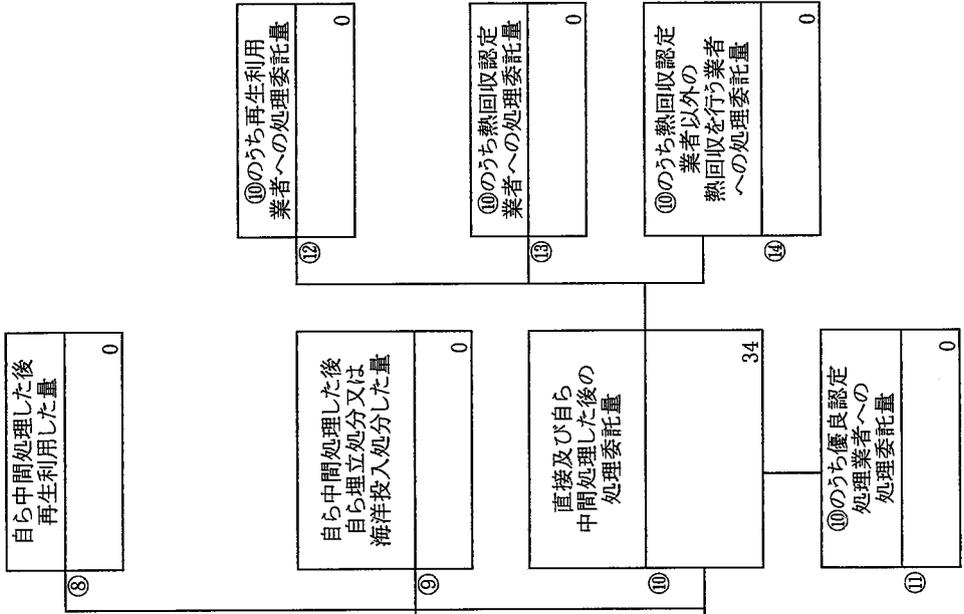 ⑧
自ら中間処理した後
再生利用した量
0
⑨
自ら中間処理した後
自ら埋立処分又は
海洋投入処分した量
0
⑩
直接及び自ら
中間処理した後の
処理委託量
34
⑪
⑩のうち優良認定
処理業者への
処理委託量
0
⑫
⑩のうち再生利用
業者への処理委託量
0
⑬
⑩のうち熱回収認定
業者への処理委託量
0
⑭
⑩のうち熱回収認定
業者以外の
熱回収を行う業者
への処理委託量
0